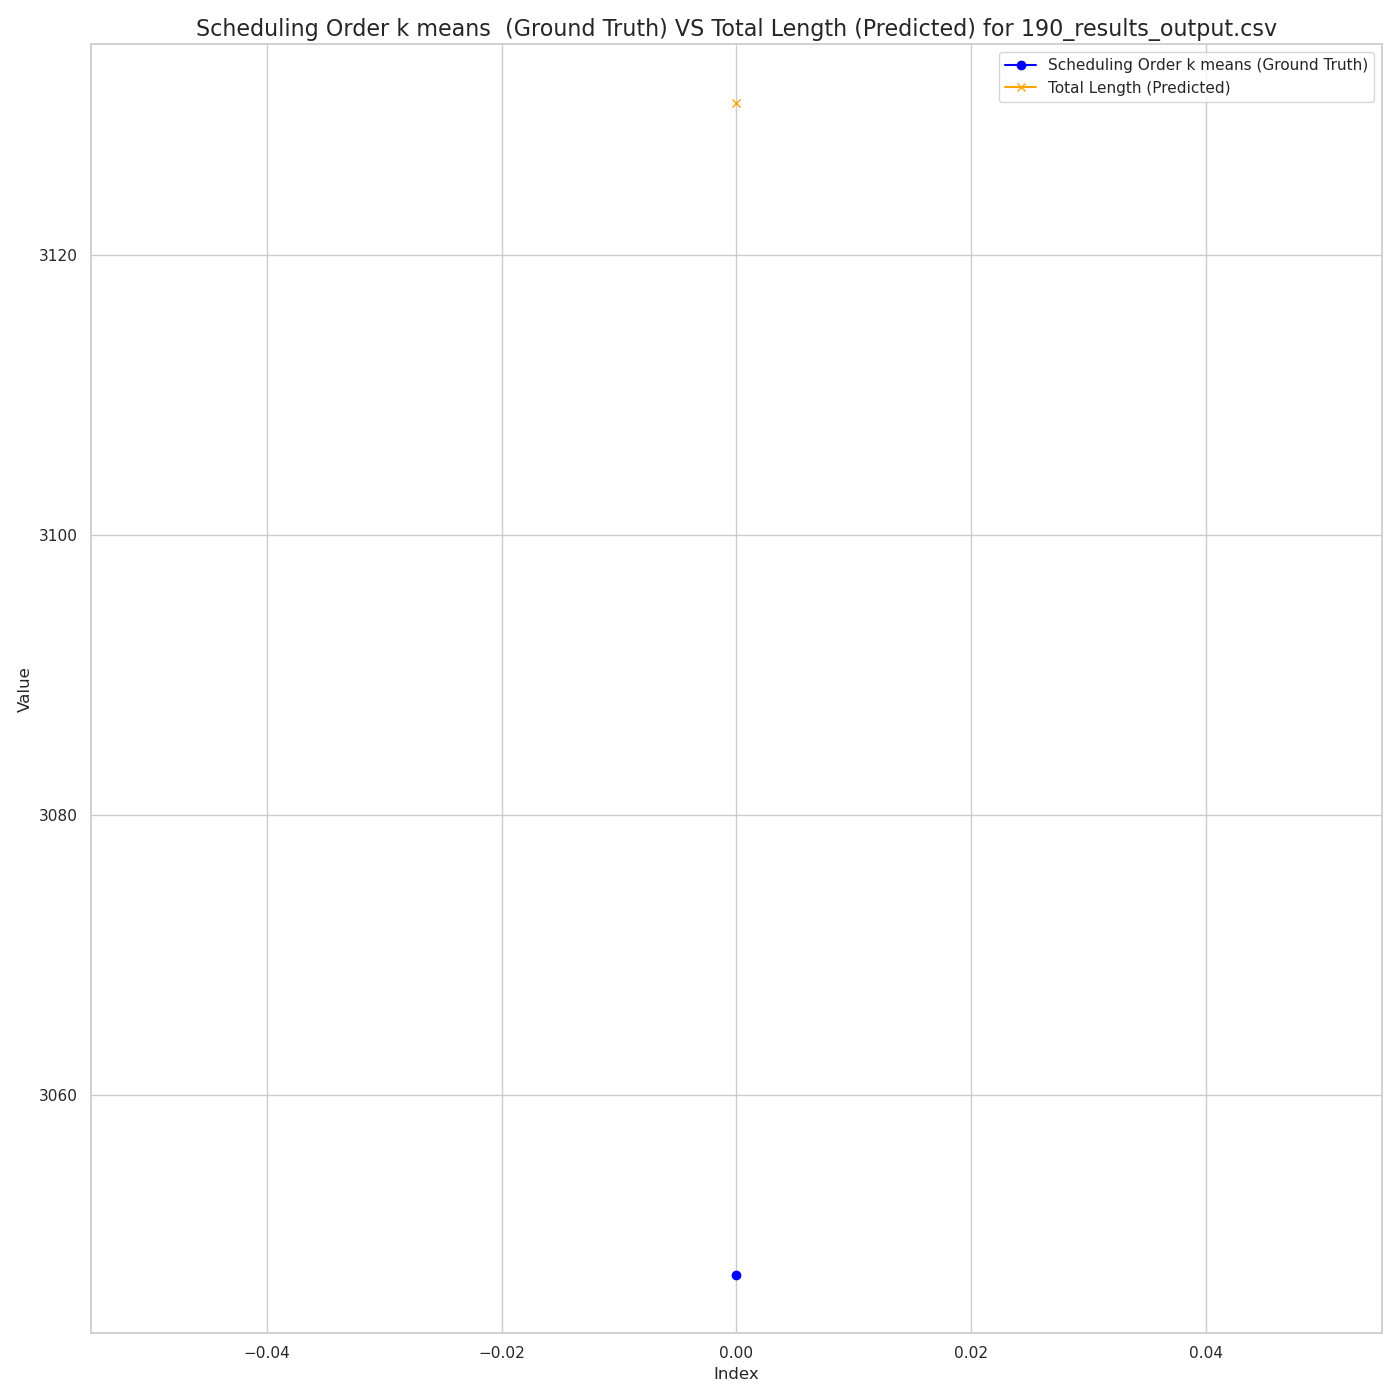 Scheduling Order k means  (Ground Truth) VS Total Length (Predicted) for 190_results_output.csv
Scheduling Order k means (Ground Truth)
Total Length (Predicted)
3120
3100
3080
3060
Value
−0.04
−0.02
0.00
0.02
0.04
Index